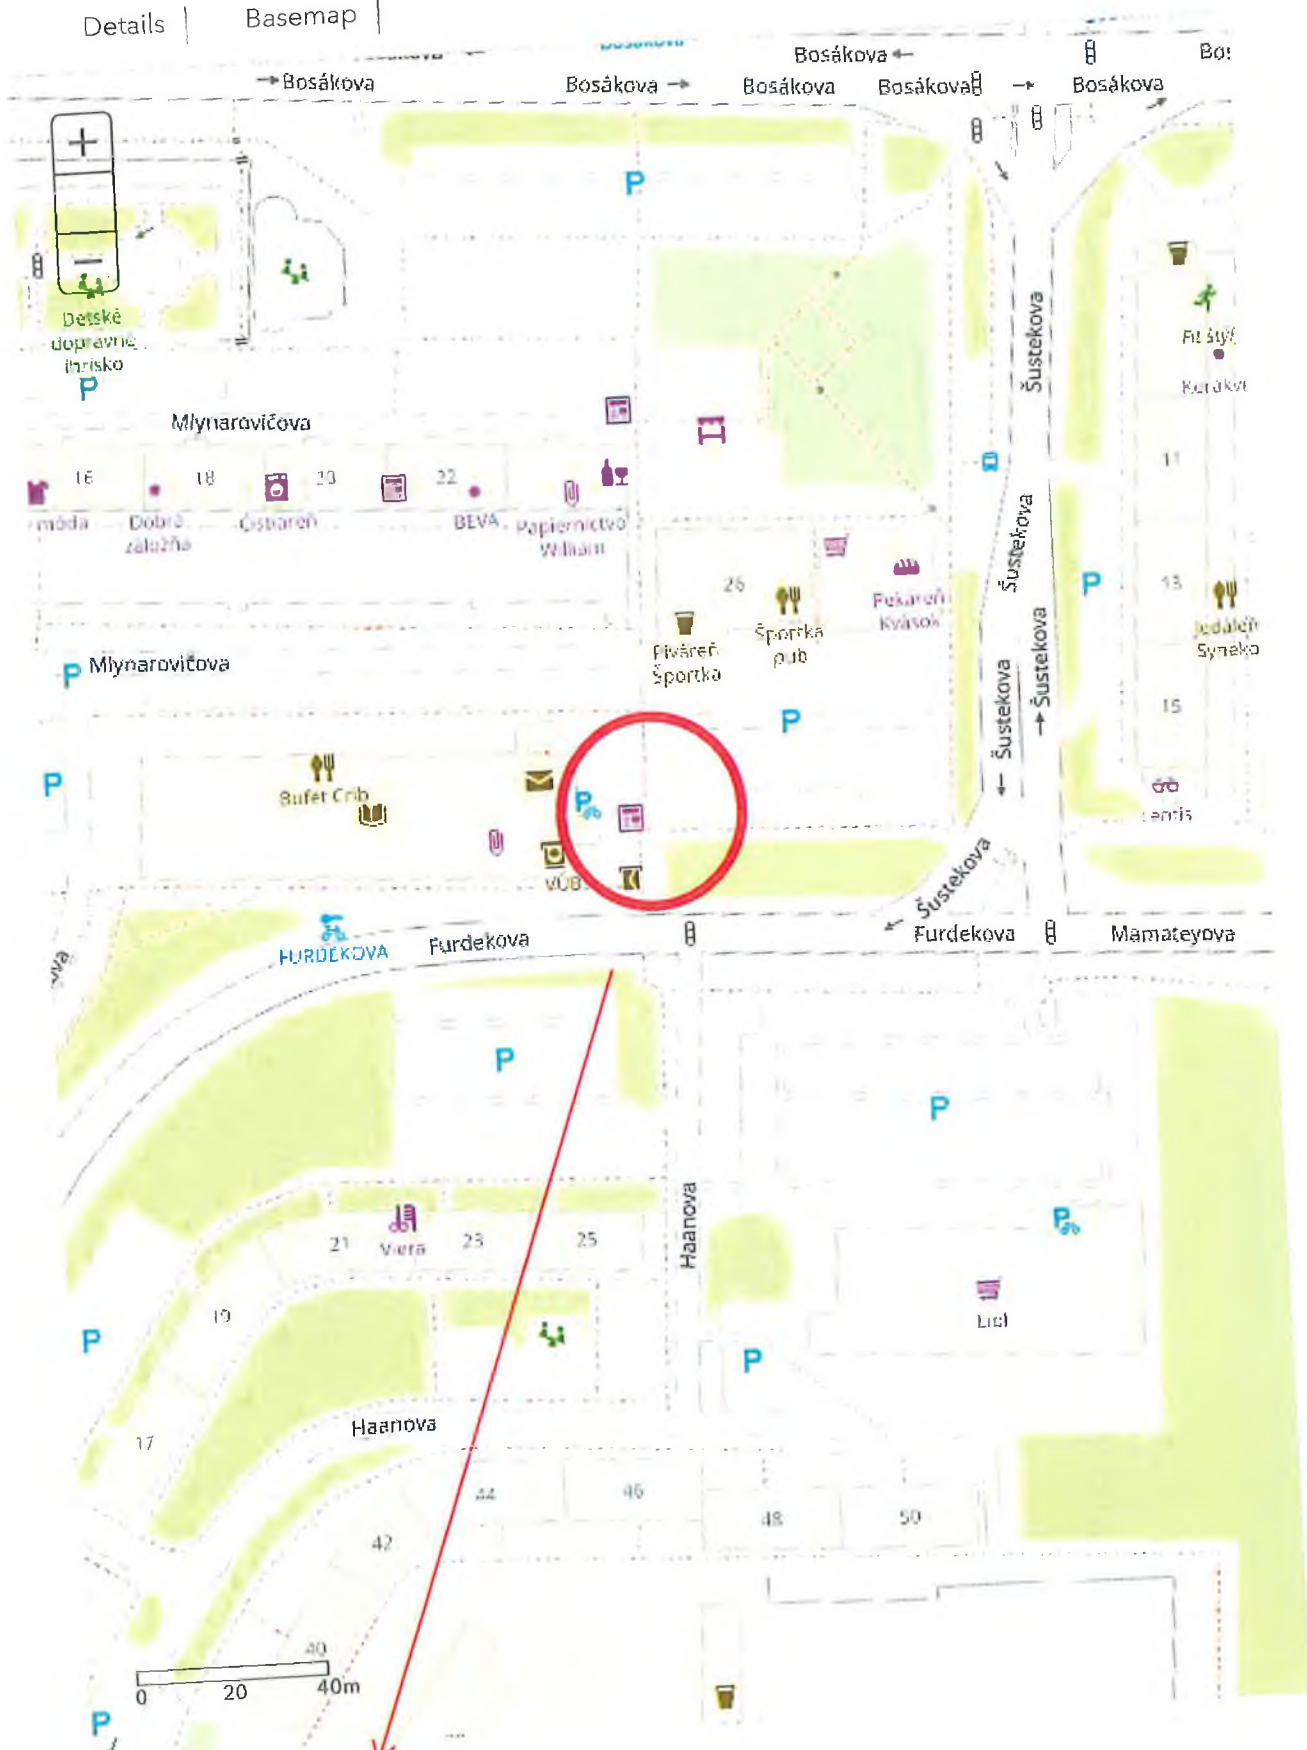 Details
Basemap
Bosákova
Bosákova
Bosákova
Bosákova
Bosákova
Bosákova
Detské
dopravné
ihrisko
P
P
Šustekova
Fit štýl
Mlynarovičova
16
18
20
22
móda
Dobrá
záložňa
Čistiareň
BEVA
Papiernictvo
William
11
Šustekova
26
P
13
Pekáreň
Kvások
Športka
pub
Piváreň
Športka
Jedáleň
Syneko
Šustekova
Šustekova
P Mlynarovičova
P
15
P
Bufet Crib
P
Lentis
VÚB
Šustekova
FURDEKOVA
Furdekova
Furdekova
Mamateyova
P
P
Haanova
21
Viera
23
25
P
19
Lidl
P
P
17
Haanova
44
46
48
50
42
40
0
20
40m
P